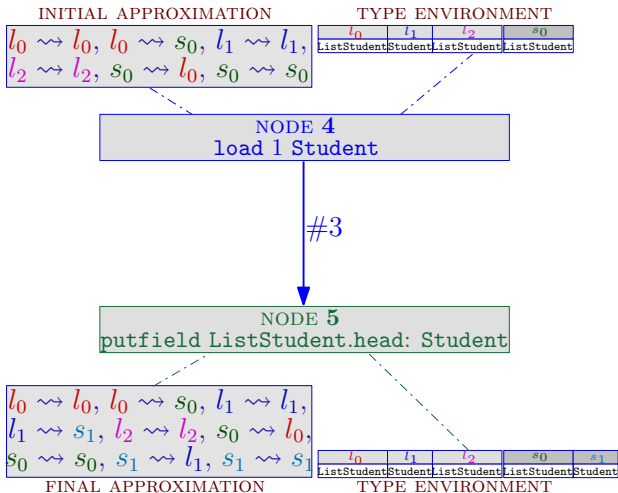 INITIAL APPROXIMATION
TYPE ENVIRONMENT
l₀ ⇝ l₀, l₀ ⇝ s₀, l₁ ⇝ l₁,
l₂ ⇝ l₂, s₀ ⇝ l₀, s₀ ⇝ s₀
l₀ l₁ l₂ s₀
ListStudent Student ListStudent ListStudent
NODE 4
load 1 Student
#3
NODE 5
putfield ListStudent.head: Student
l₀ ⇝ l₀, l₀ ⇝ s₀, l₁ ⇝ l₁,
l₁ ⇝ s₁, l₂ ⇝ l₂, s₀ ⇝ l₀,
s₀ ⇝ s₀, s₁ ⇝ l₁, s₁ ⇝ s₁
l₀ l₁ l₂ s₀ s₁
ListStudent Student ListStudent ListStudent Student
FINAL APPROXIMATION
TYPE ENVIRONMENT